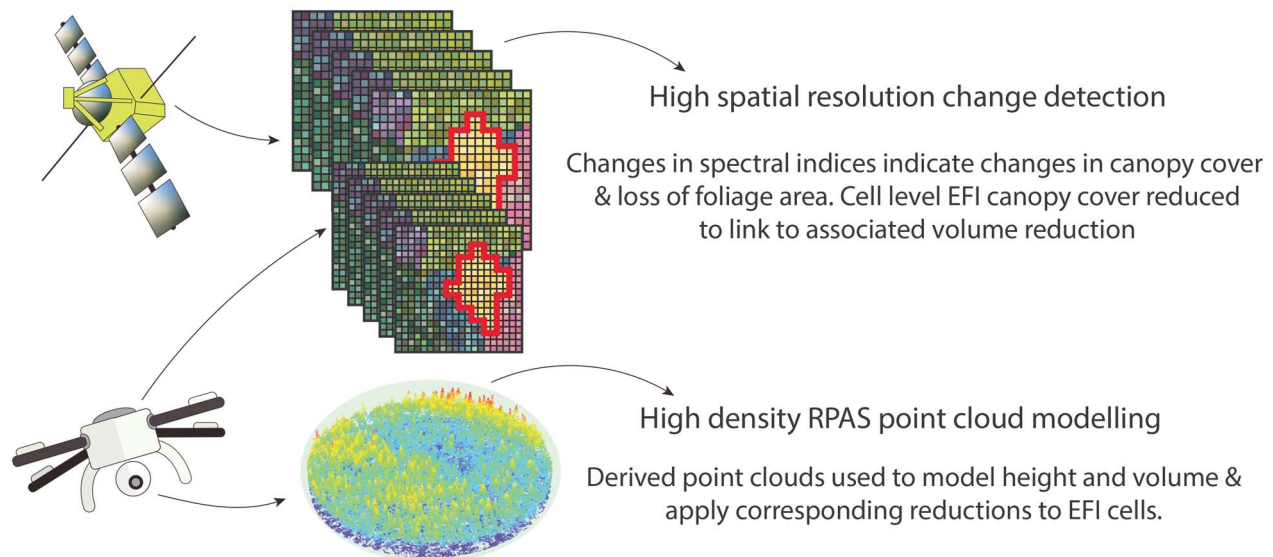 High spatial resolution change detection
Changes in spectral indices indicate changes in canopy cover
& loss of foliage area. Cell level EFI canopy cover reduced
to link to associated volume reduction
High density RPAS point cloud modelling
Derived point clouds used to model height and volume &
apply corresponding reductions to EFI cells.